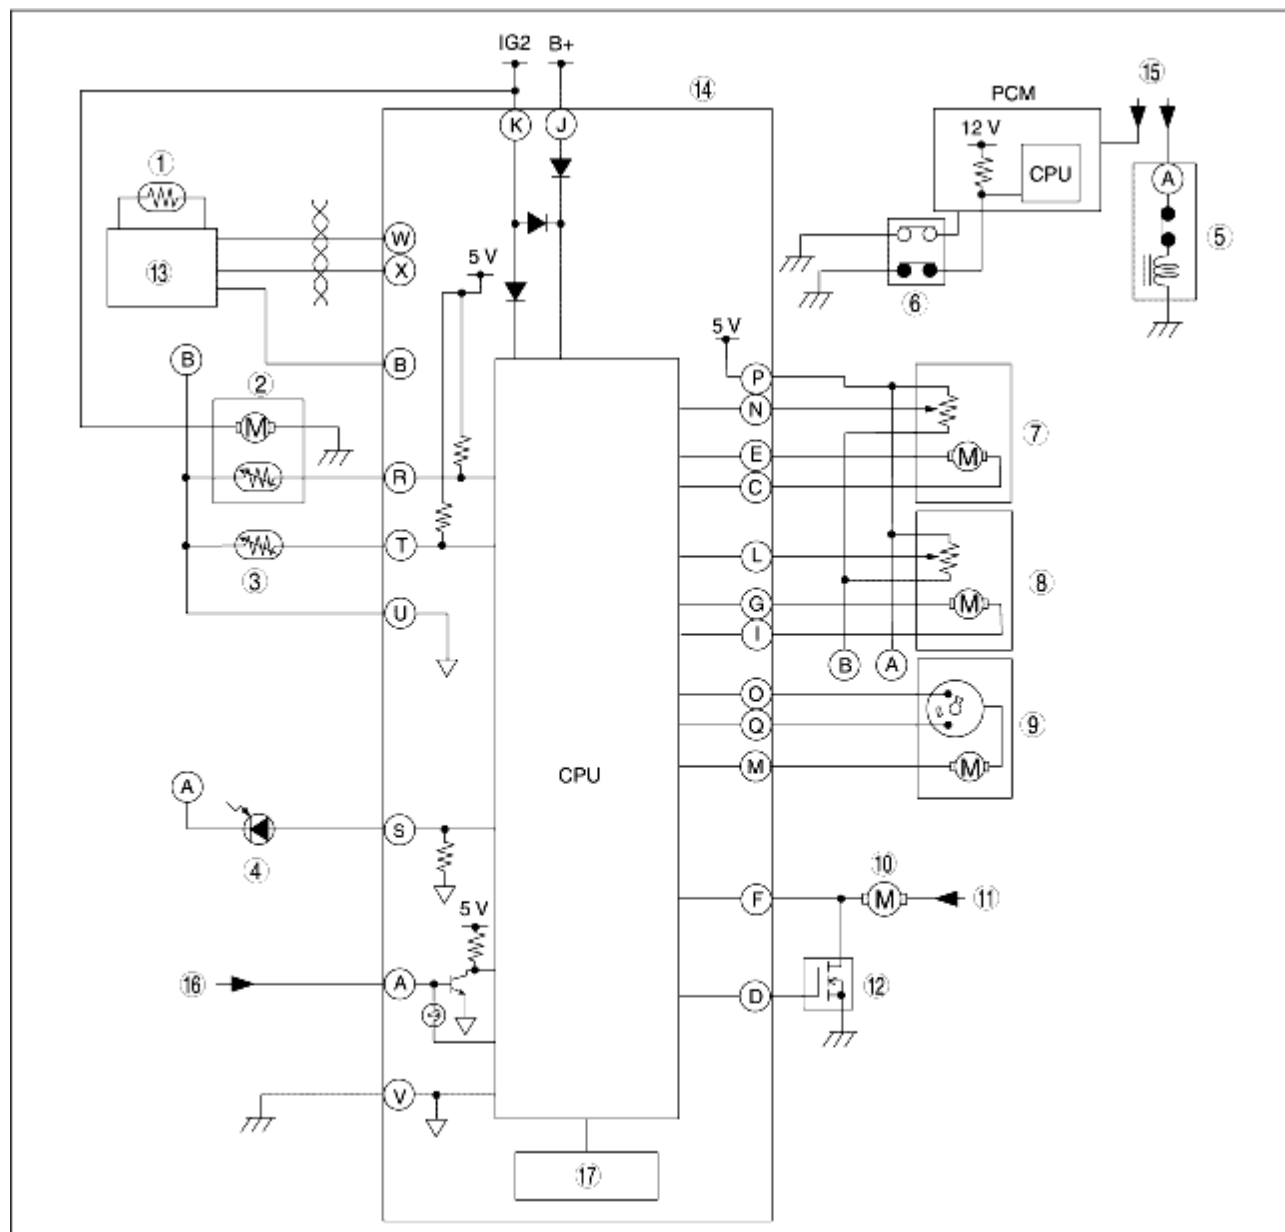 IG2 B+
⑭
⑮
PCM
K J
12 V
①
CPU
A
W
⑤
5 V
X
⑬
⑥
5 V
B
B
P
②
N
M
⑦
E
M
R
C
T
L
③
⑧
G
M
U
I
B A
O
⑨
Q
CPU
M
M
A
S
④
⑩
F
M
⑪
5 V
⑯
A
D
⑫
V
⑰